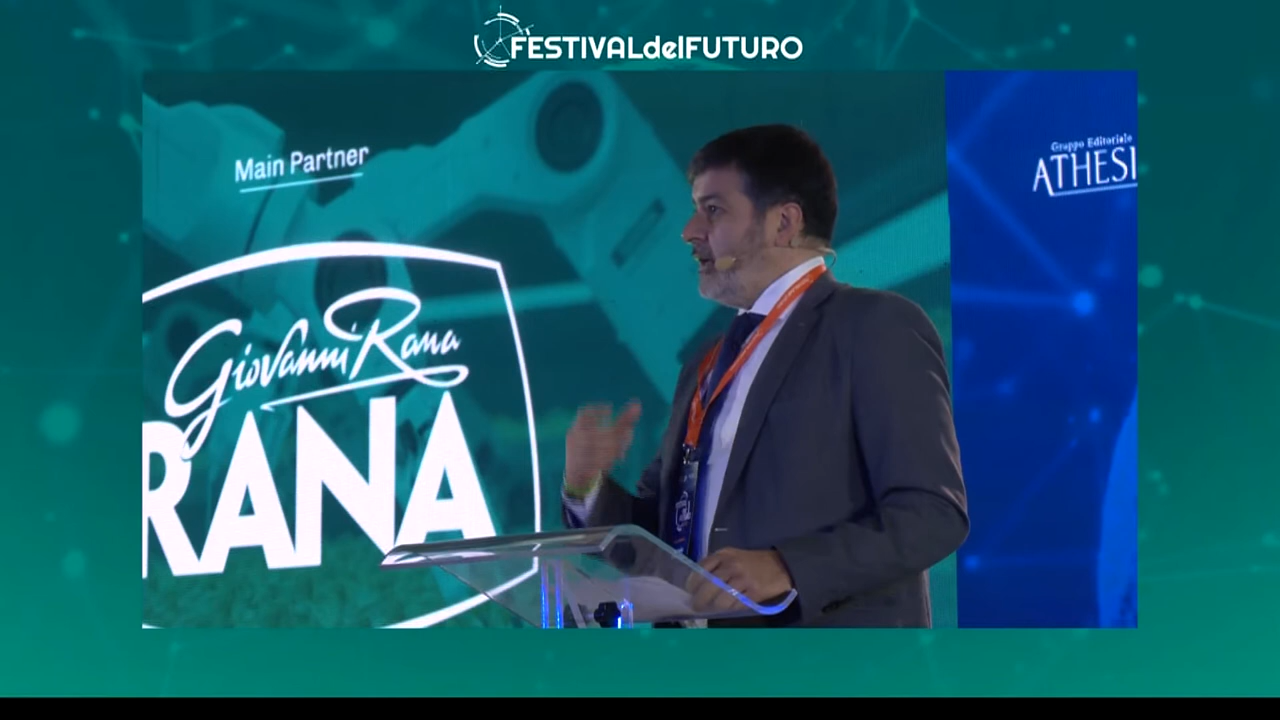 FESTIVALdelFUTURO
Main Partner
Gruppo Editoriale
ATHESI
Giovanni Rana
RANA